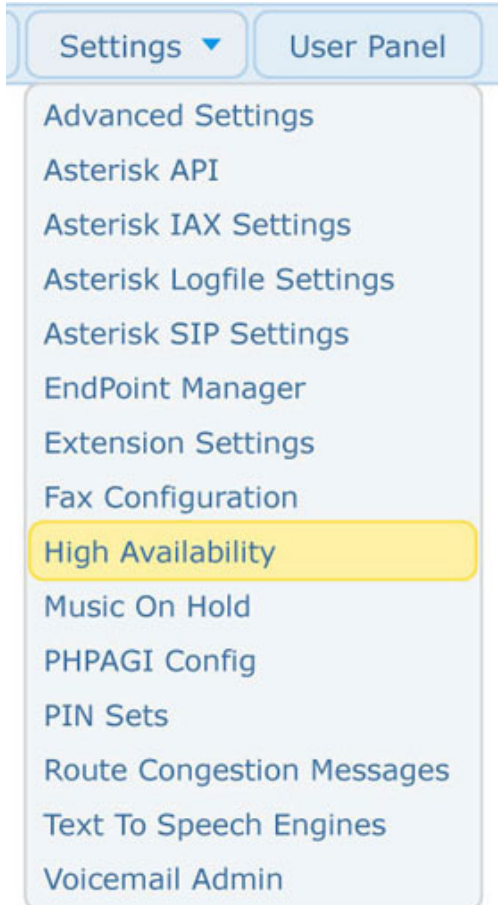 Settings User Panel
Advanced Settings
Asterisk API
Asterisk IAX Settings
Asterisk Logfile Settings
Asterisk SIP Settings
EndPoint Manager
Extension Settings
Fax Configuration
High Availability
Music On Hold
PHPAGI Config
PIN Sets
Route Congestion Messages
Text To Speech Engines
Voicemail Admin